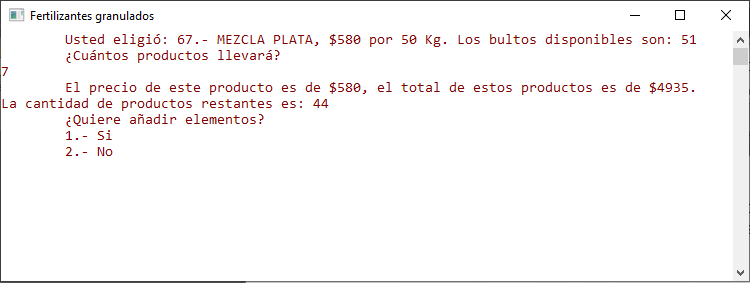 Fertilizantes granulados
Usted eligió: 67.- MEZCLA PLATA, $580 por 50 Kg. Los bultos disponibles son: 51
¿Cuántos productos llevará?
7
El precio de este producto es de $580, el total de estos productos es de $4935.
La cantidad de productos restantes es: 44
¿Quiere añadir elementos?
1.- Si
2.- No